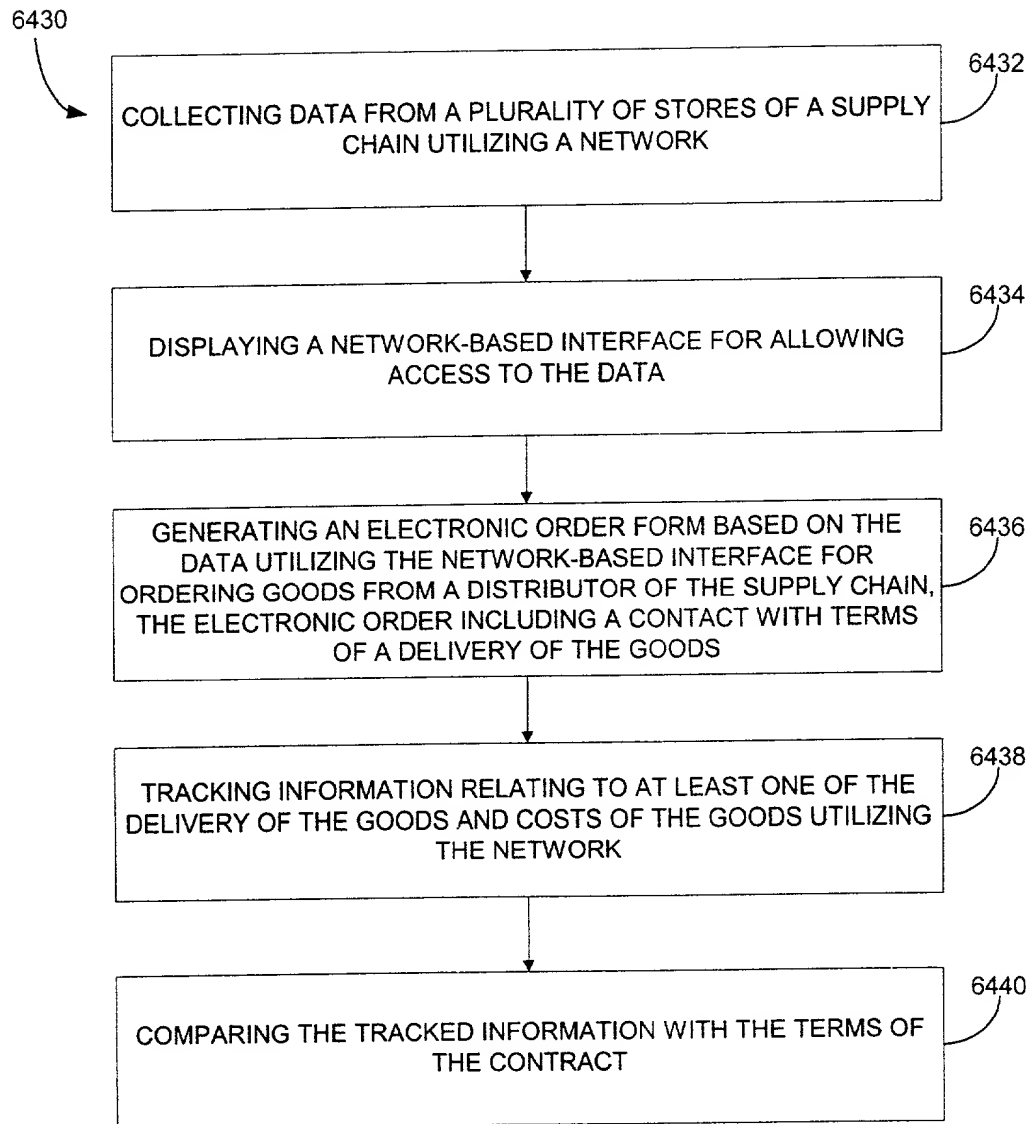 6430
6432
COLLECTING DATA FROM A PLURALITY OF STORES OF A SUPPLY
CHAIN UTILIZING A NETWORK
6434
DISPLAYING A NETWORK-BASED INTERFACE FOR ALLOWING
ACCESS TO THE DATA
6436
GENERATING AN ELECTRONIC ORDER FORM BASED ON THE
DATA UTILIZING THE NETWORK-BASED INTERFACE FOR
ORDERING GOODS FROM A DISTRIBUTOR OF THE SUPPLY CHAIN,
THE ELECTRONIC ORDER INCLUDING A CONTACT WITH TERMS
OF A DELIVERY OF THE GOODS
6438
TRACKING INFORMATION RELATING TO AT LEAST ONE OF THE
DELIVERY OF THE GOODS AND COSTS OF THE GOODS UTILIZING
THE NETWORK
6440
COMPARING THE TRACKED INFORMATION WITH THE TERMS OF
THE CONTRACT